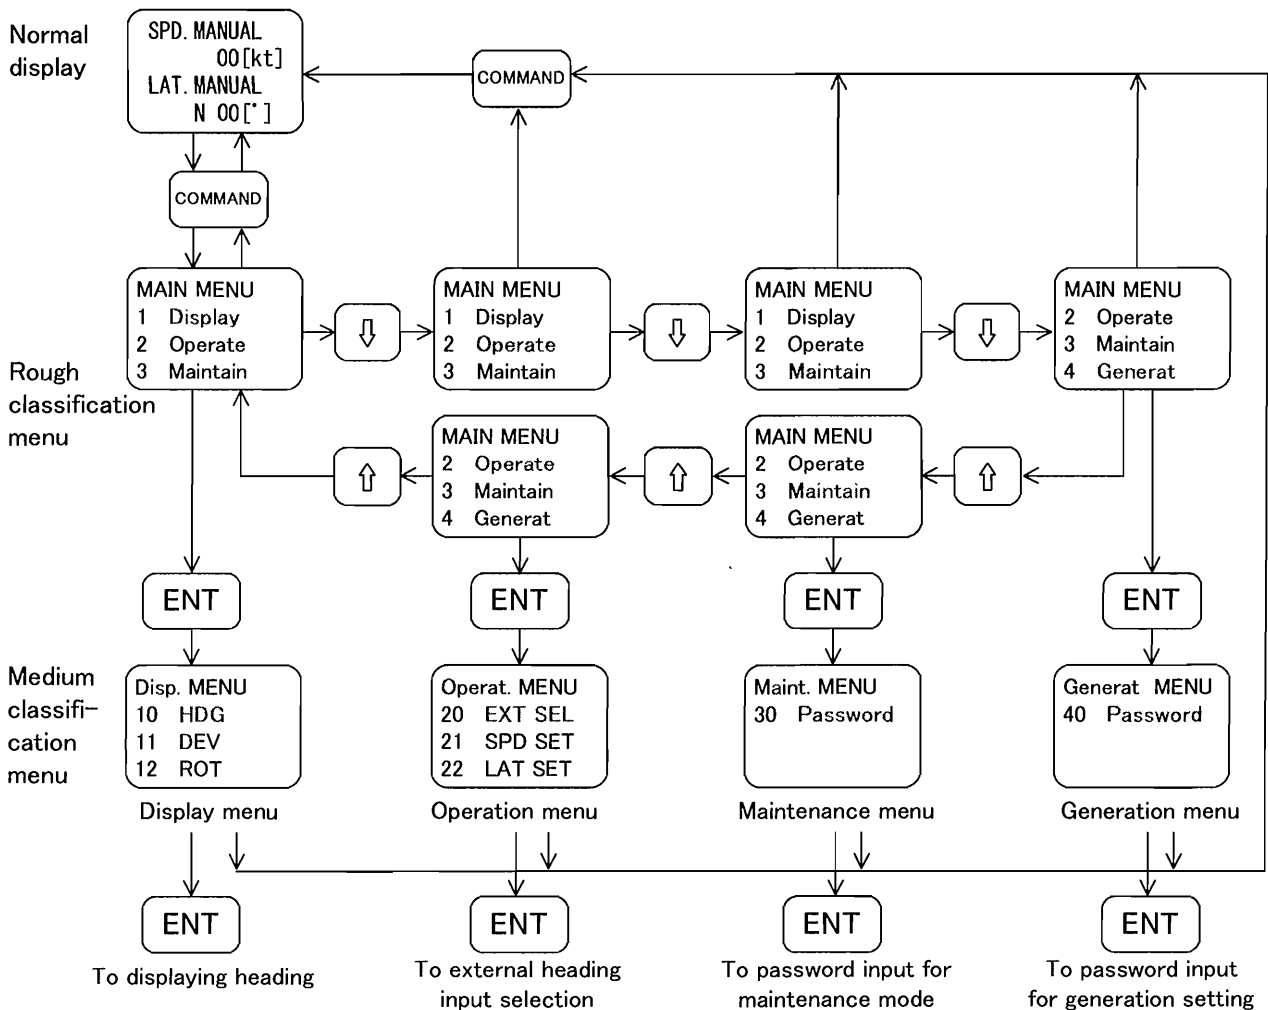 Normal
display
SPD. MANUAL
00[kt]
LAT. MANUAL
N 00[°]
COMMAND
COMMAND
Rough
classification
menu
MAIN MENU
1 Display
2 Operate
3 Maintain
⇩
MAIN MENU
1 Display
2 Operate
3 Maintain
⇩
MAIN MENU
1 Display
2 Operate
3 Maintain
⇩
MAIN MENU
2 Operate
3 Maintain
4 Generat
⇧
MAIN MENU
2 Operate
3 Maintain
4 Generat
⇧
MAIN MENU
2 Operate
3 Maintain
4 Generat
⇧
ENT
ENT
ENT
ENT
Medium
classifi-
cation
menu
Disp. MENU
10 HDG
11 DEV
12 ROT
Display menu
Operat. MENU
20 EXT SEL
21 SPD SET
22 LAT SET
Operation menu
Maint. MENU
30 Password
Maintenance menu
Generat MENU
40 Password
Generation menu
ENT
ENT
ENT
ENT
To displaying heading
To external heading
input selection
To password input for
maintenance mode
To password input
for generation setting